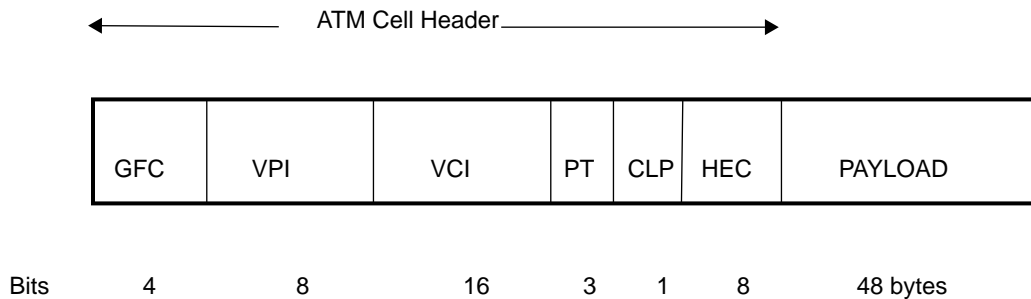 ATM Cell Header
GFC VPI VCI PT CLP HEC PAYLOAD
Bits 4 8 16 3 1 8 48 bytes